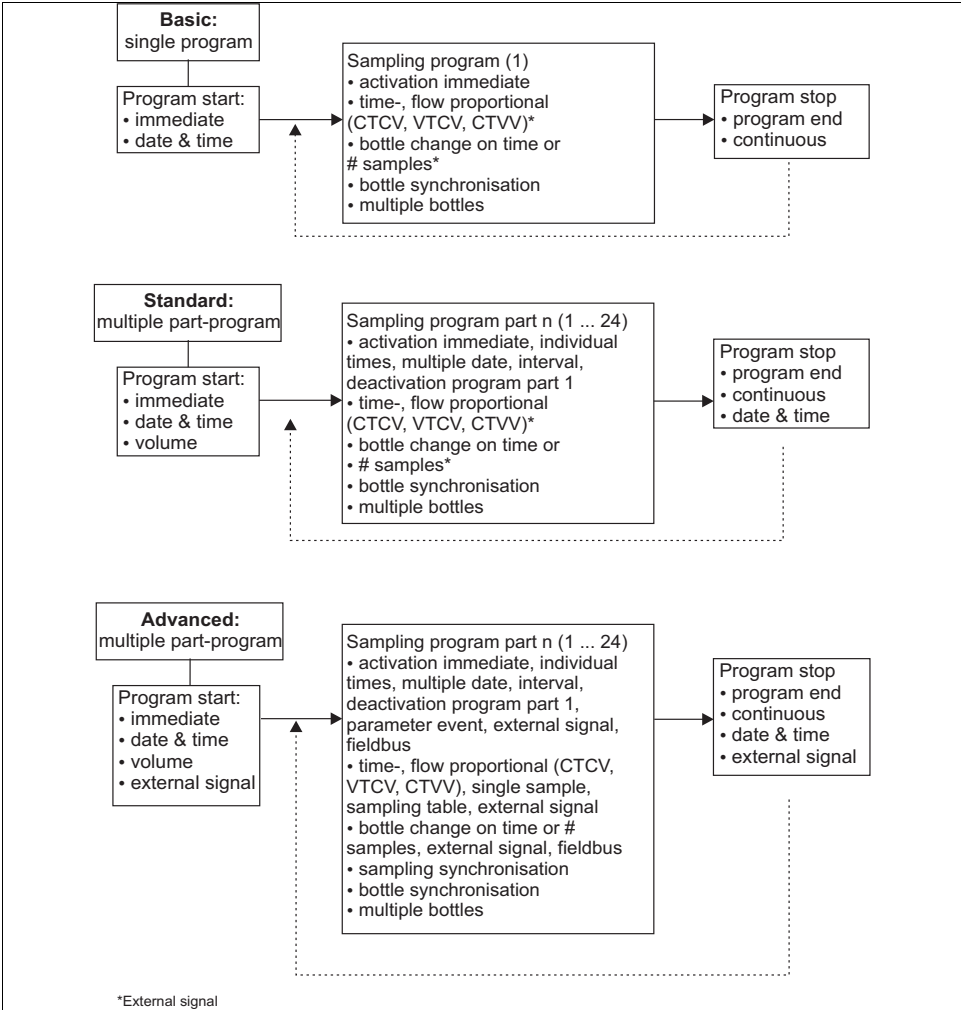 Basic:
single program
Program start:
• immediate
• date & time
Sampling program (1)
• activation immediate
• time-, flow proportional
(CTCV, VTCV, CTVV)*
• bottle change on time or
# samples*
• bottle synchronisation
• multiple bottles
Program stop
• program end
• continuous
Standard:
multiple part-program
Program start:
• immediate
• date & time
• volume
Sampling program part n (1 ... 24)
• activation immediate, individual
times, multiple date, interval,
deactivation program part 1
• time-, flow proportional
(CTCV, VTCV, CTVV)*
• bottle change on time or
• # samples*
• bottle synchronisation
• multiple bottles
Program stop
• program end
• continuous
• date & time
Advanced:
multiple part-program
Program start:
• immediate
• date & time
• volume
• external signal
Sampling program part n (1 ... 24)
• activation immediate, individual
times, multiple date, interval,
deactivation program part 1,
parameter event, external signal,
fieldbus
• time-, flow proportional (CTCV,
VTCV, CTVV), single sample,
sampling table, external signal
• bottle change on time or #
samples, external signal, fieldbus
• sampling synchronisation
• bottle synchronisation
• multiple bottles
Program stop
• program end
• continuous
• date & time
• external signal
*External signal